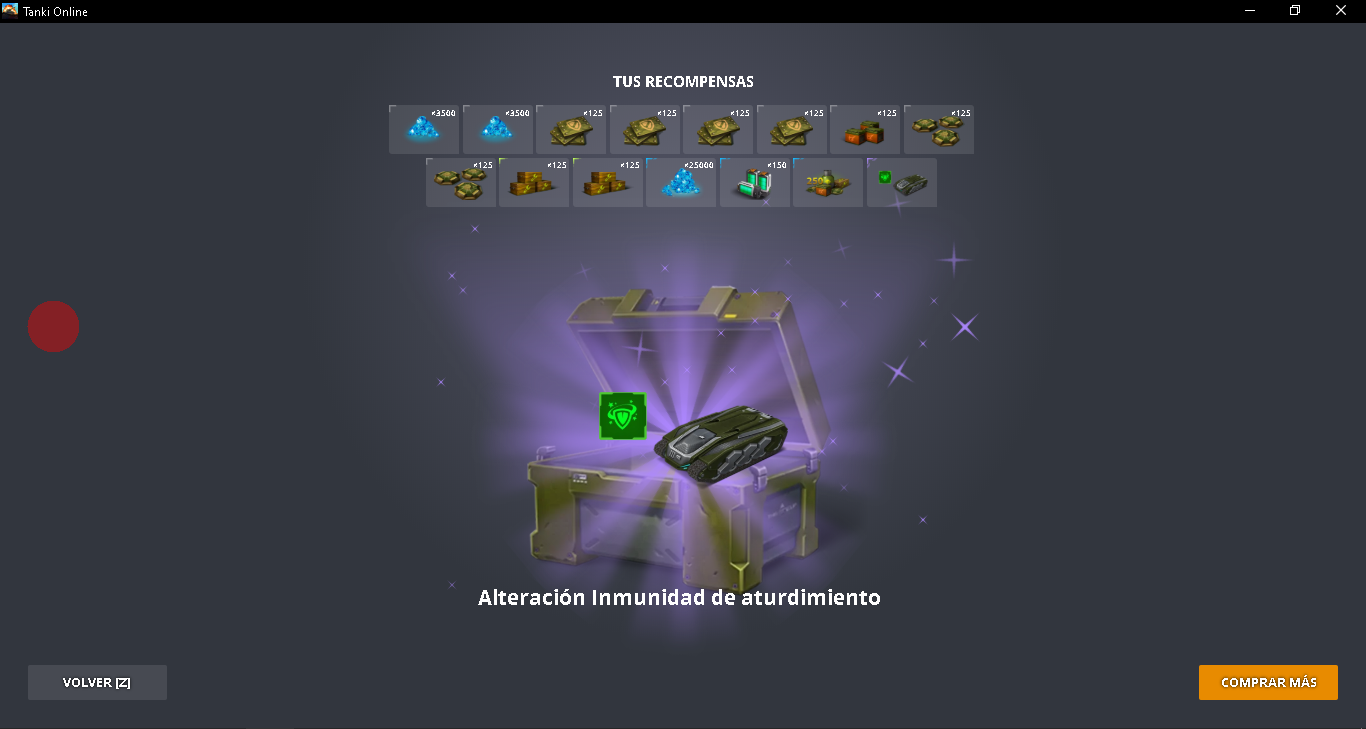 Tanki Online
TUS RECOMPENSAS
×3500 ×3500 ×125 ×125 ×125 ×125 ×125 ×125
×125 ×125 ×125 ×25000 ×150 250
Alteración Inmunidad de aturdimiento
VOLVER [Z]
COMPRAR MÁS